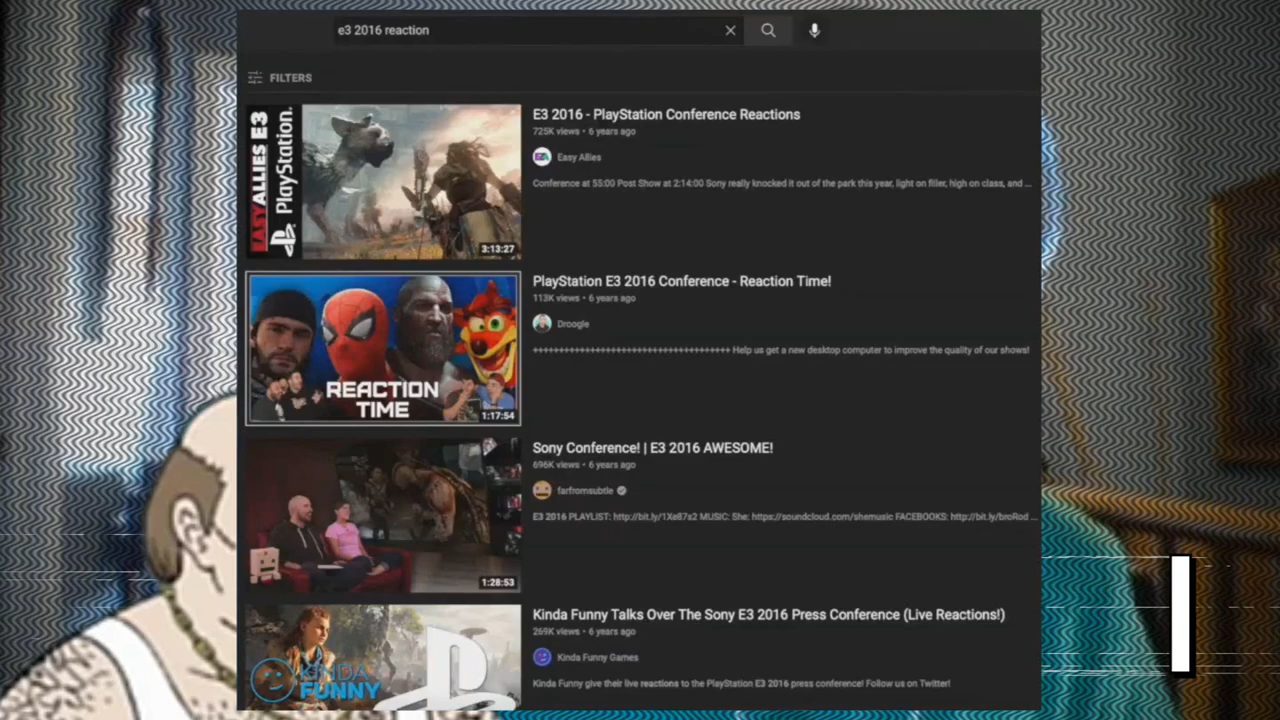 e3 2016 reaction
FILTERS
EASYALLIES E3
PlayStation.
3:13:27
E3 2016 - PlayStation Conference Reactions
725K views • 6 years ago
EZA
Easy Allies
Conference at 55:00 Post Show at 2:14:00 Sony really knocked it out of the park this year, light on filler, high on class, and ...
REACTION
TIME
1:17:54
PlayStation E3 2016 Conference - Reaction Time!
113K views • 6 years ago
Droogle
++++++++++++++++++++++++++++++++++++++ Help us get a new desktop computer to improve the quality of our shows!
1:28:53
Sony Conference! | E3 2016 AWESOME!
696K views • 6 years ago
farfromsubtle
E3 2016 PLAYLIST: http://bit.ly/1Xe87s2 MUSIC: She: https://soundcloud.com/shemusic FACEBOOKS: http://bit.ly/broRod ...
KINDA
FUNNY
Kinda Funny Talks Over The Sony E3 2016 Press Conference (Live Reactions!)
269K views • 6 years ago
Kinda Funny Games
Kinda Funny give their live reactions to the PlayStation E3 2016 press conference! Follow us on Twitter!